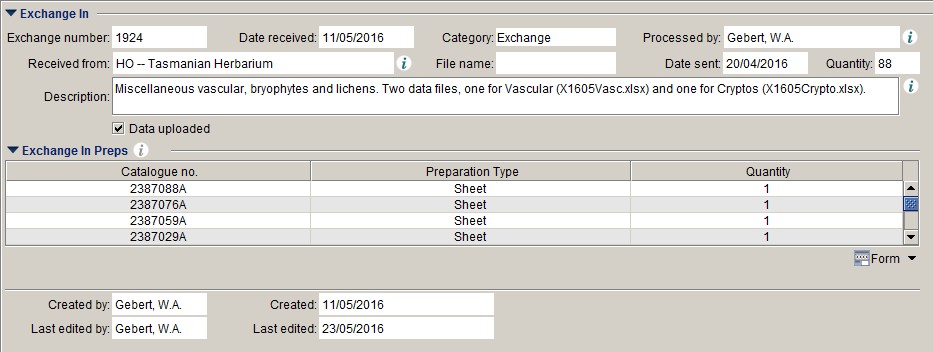 Exchange In
Exchange number: 1924 Date received: 11/05/2016 Category: Exchange Processed by: Gebert, W.A.
Received from: HO -- Tasmanian Herbarium File name: Date sent: 20/04/2016 Quantity: 88
Description: Miscellaneous vascular, bryophytes and lichens. Two data files, one for Vascular (X1605Vasc.xlsx) and one for Cryptos (X1605Crypto.xlsx).
Data uploaded
Exchange In Preps
Catalogue no. Preparation Type Quantity
2387088A Sheet 1
2387076A Sheet 1
2387059A Sheet 1
2387029A Sheet 1
Form
Created by: Gebert, W.A. Created: 11/05/2016
Last edited by: Gebert, W.A. Last edited: 23/05/2016